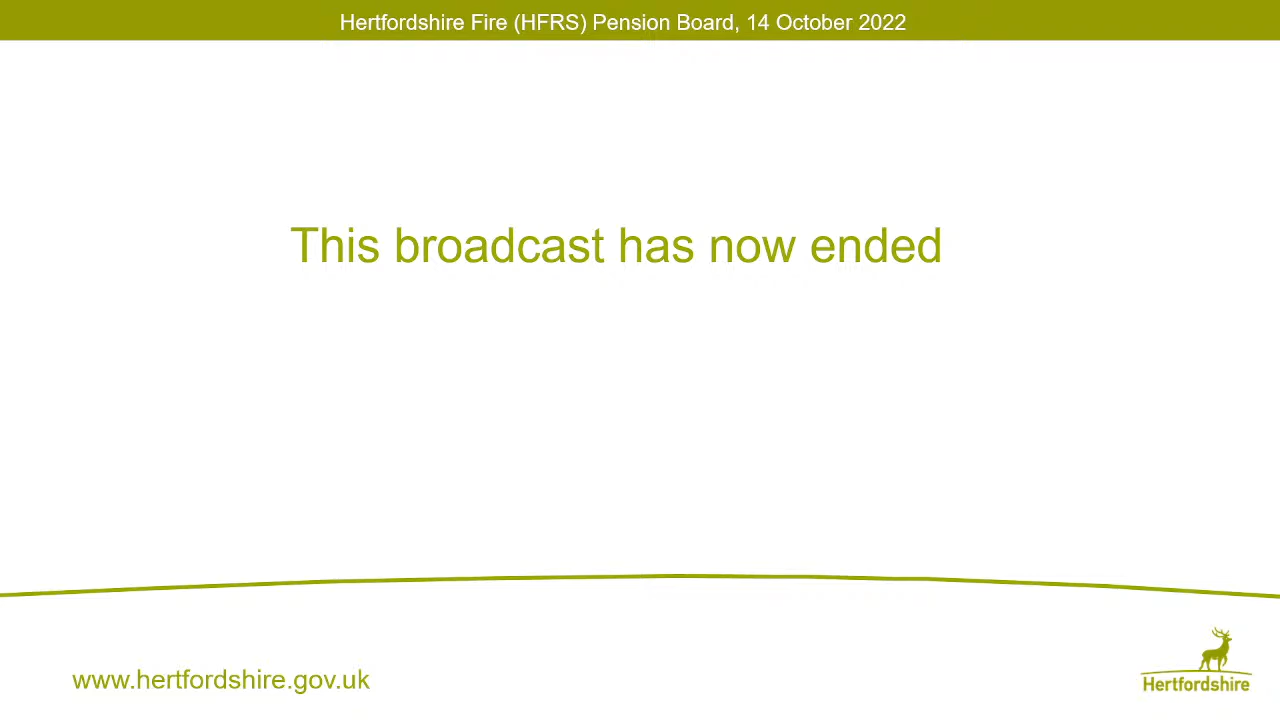 Hertfordshire Fire (HFRS) Pension Board, 14 October 2022
This broadcast has now ended
www.hertfordshire.gov.uk
Hertfordshire